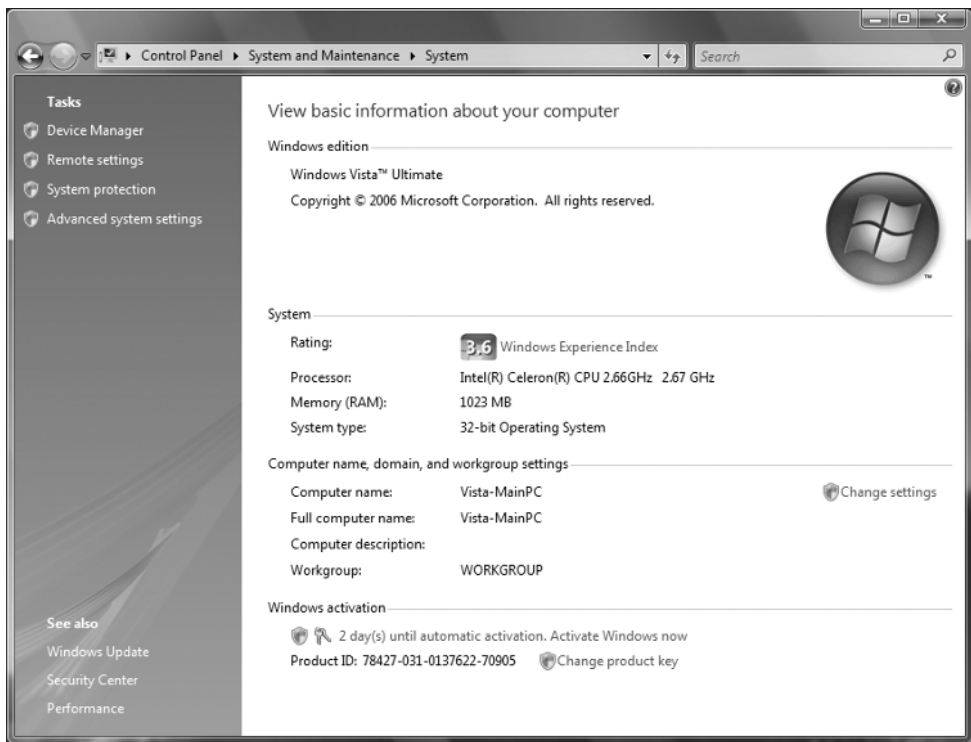 Control Panel ▸ System and Maintenance ▸ System
Search
Tasks
Device Manager
Remote settings
System protection
Advanced system settings
See also
Windows Update
Security Center
Performance
View basic information about your computer
Windows edition
Windows Vista™ Ultimate
Copyright © 2006 Microsoft Corporation. All rights reserved.
TM
System
Rating: 3,6 Windows Experience Index
Processor: Intel(R) Celeron(R) CPU 2.66GHz 2.67 GHz
Memory (RAM): 1023 MB
System type: 32-bit Operating System
Computer name, domain, and workgroup settings
Computer name: Vista-MainPC Change settings
Full computer name: Vista-MainPC
Computer description:
Workgroup: WORKGROUP
Windows activation
2 day(s) until automatic activation. Activate Windows now
Product ID: 78427-031-0137622-70905 Change product key